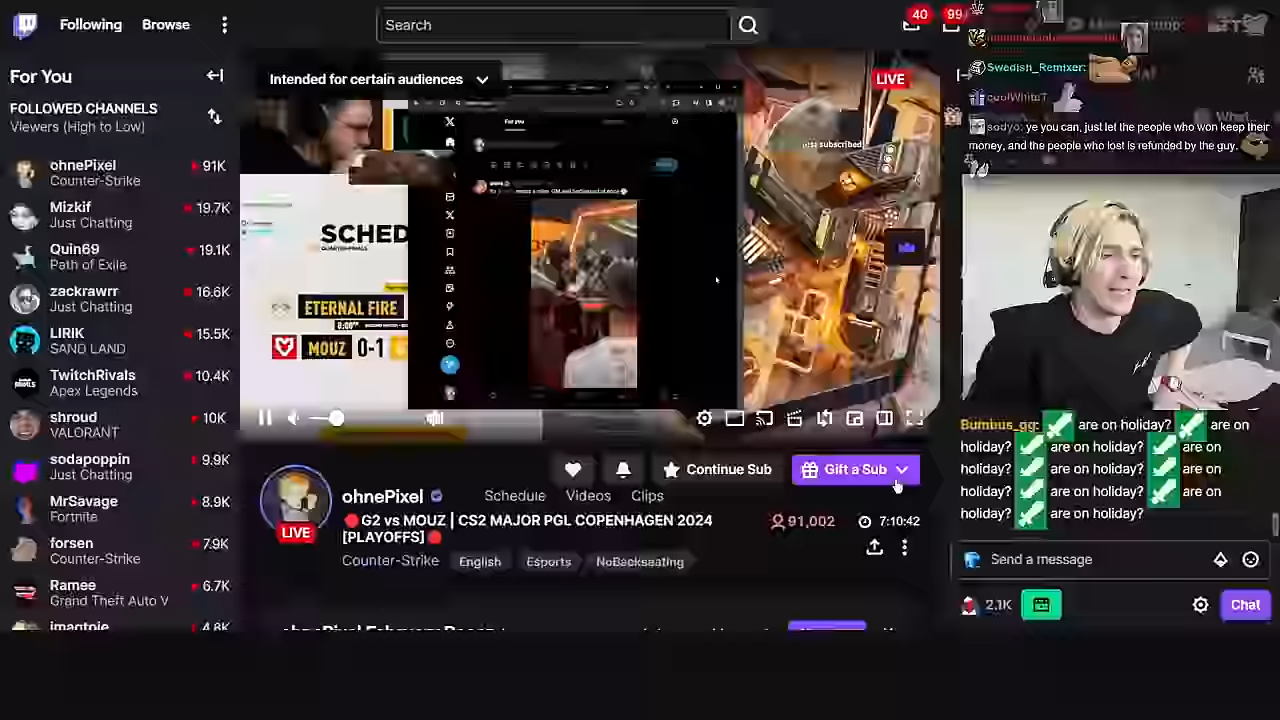 Following
Browse
Search
40
99
For You
FOLLOWED CHANNELS
Viewers (High to Low)
ohnePixel
91K
Counter-Strike
Mizkif
19.7K
Just Chatting
Quin69
19.1K
Path of Exile
zackrawrr
16.6K
Just Chatting
LIRIK
15.5K
SAND LAND
TwitchRivals
10.4K
Apex Legends
shroud
10K
VALORANT
sodapoppin
9.9K
Just Chatting
MrSavage
8.9K
Fortnite
forsen
7.9K
Counter-Strike
Ramee
6.7K
Grand Theft Auto V
4.6K
Intended for certain audiences
LIVE
For you
subscribed
SCHED
ETERNAL FIRE
MOUZ 0-1
Continue Sub
Gift a Sub
ohnePixel
Schedule
Videos
Clips
LIVE
G2 vs MOUZ | CS2 MAJOR PGL COPENHAGEN 2024
[PLAYOFFS]
91,002
7:10:42
Counter-Strike
English
Esports
NoBackseating
Swedish_Remixer:
sodyo: ye you can, just let the people who won keep their
money, and the people who lost is refunded by the guy.
Bumbus_gg: are on holiday? are on
holiday? are on holiday? are on
holiday? are on holiday? are on
holiday? are on holiday? are on
holiday? are on holiday?
Send a message
2.1K
Chat